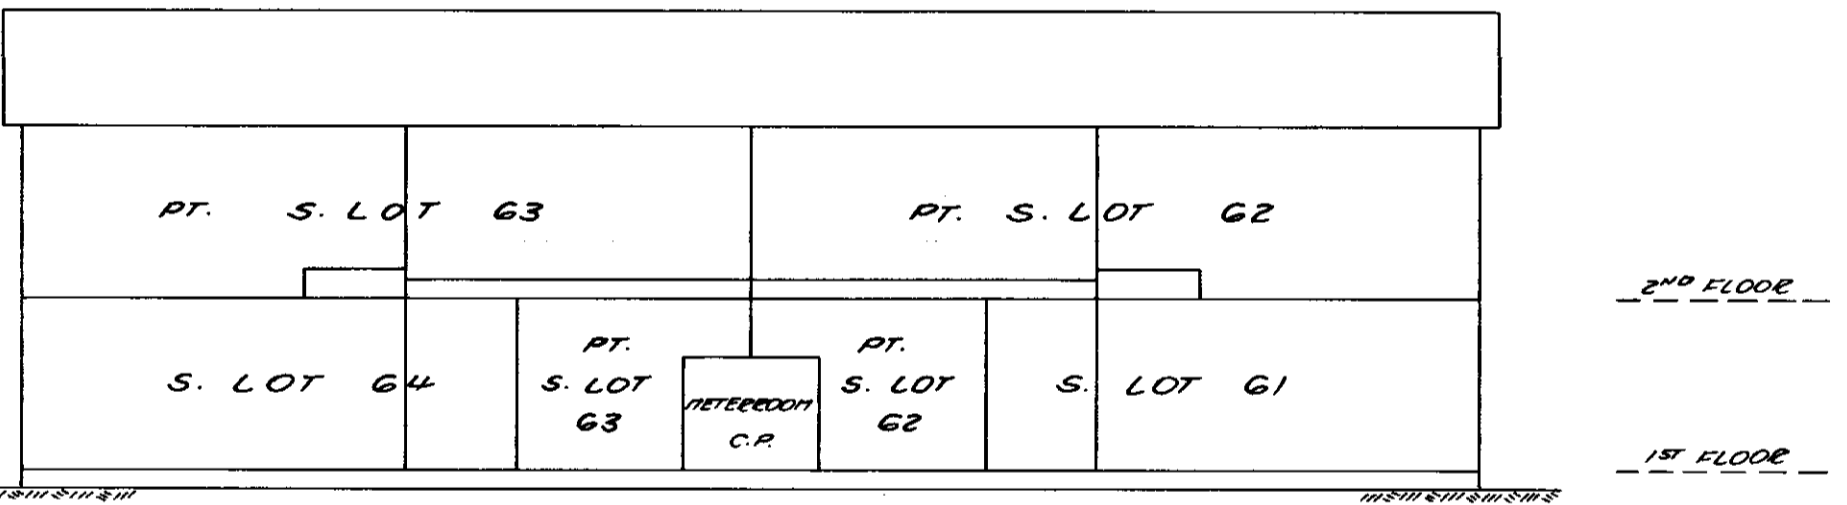 PT. S. LOT 63
PT. S. LOT 62
2ND FLOOR
S. LOT 64
PT.
S. LOT
63
METERROOM
C.P.
PT.
S. LOT
62
S. LOT 61
1ST FLOOR